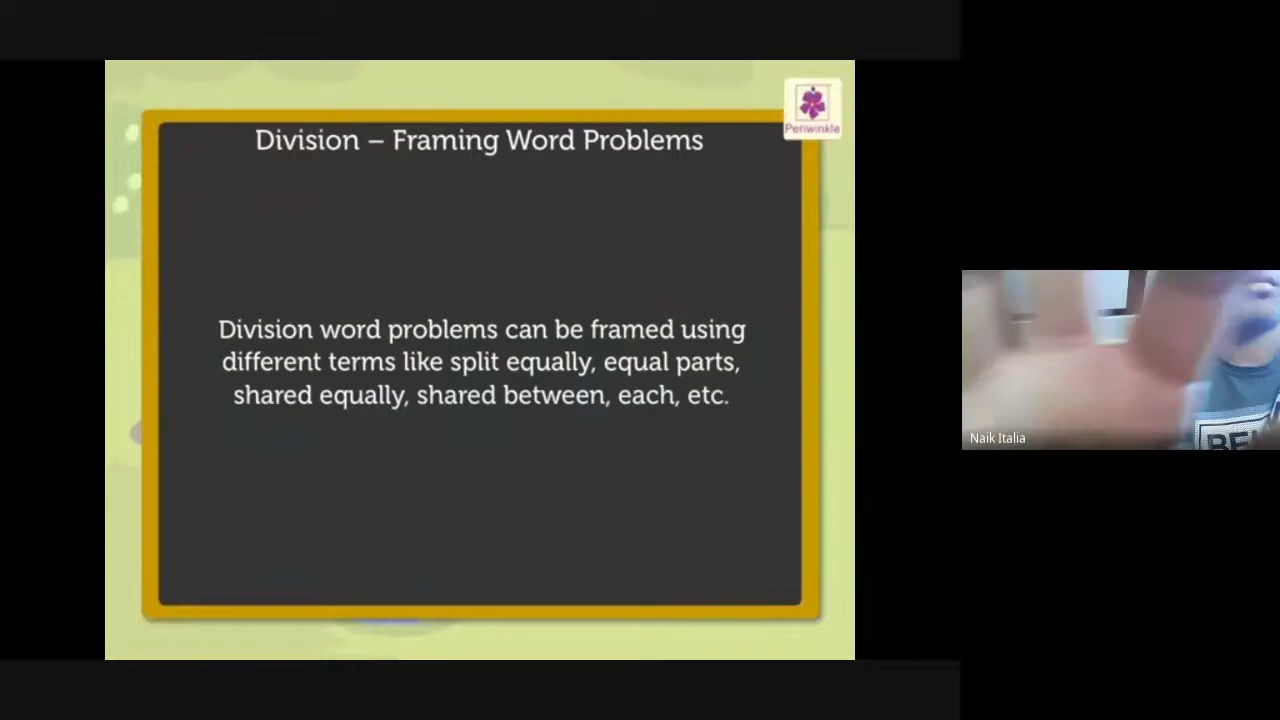 Periwinkle
Division – Framing Word Problems
Division word problems can be framed using
different terms like split equally, equal parts,
shared equally, shared between, each, etc.
Naik Italia